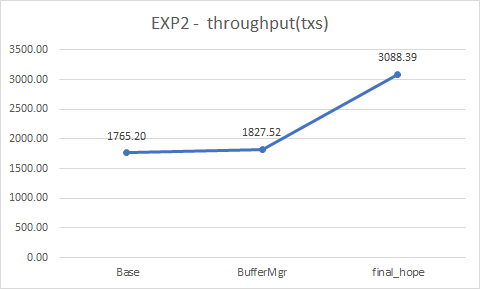 EXP2 - throughput(txs)
3500.00
3000.00
2500.00
2000.00
1500.00
1000.00
500.00
0.00
1765.20
1827.52
3088.39
Base
BufferMgr
final_hope